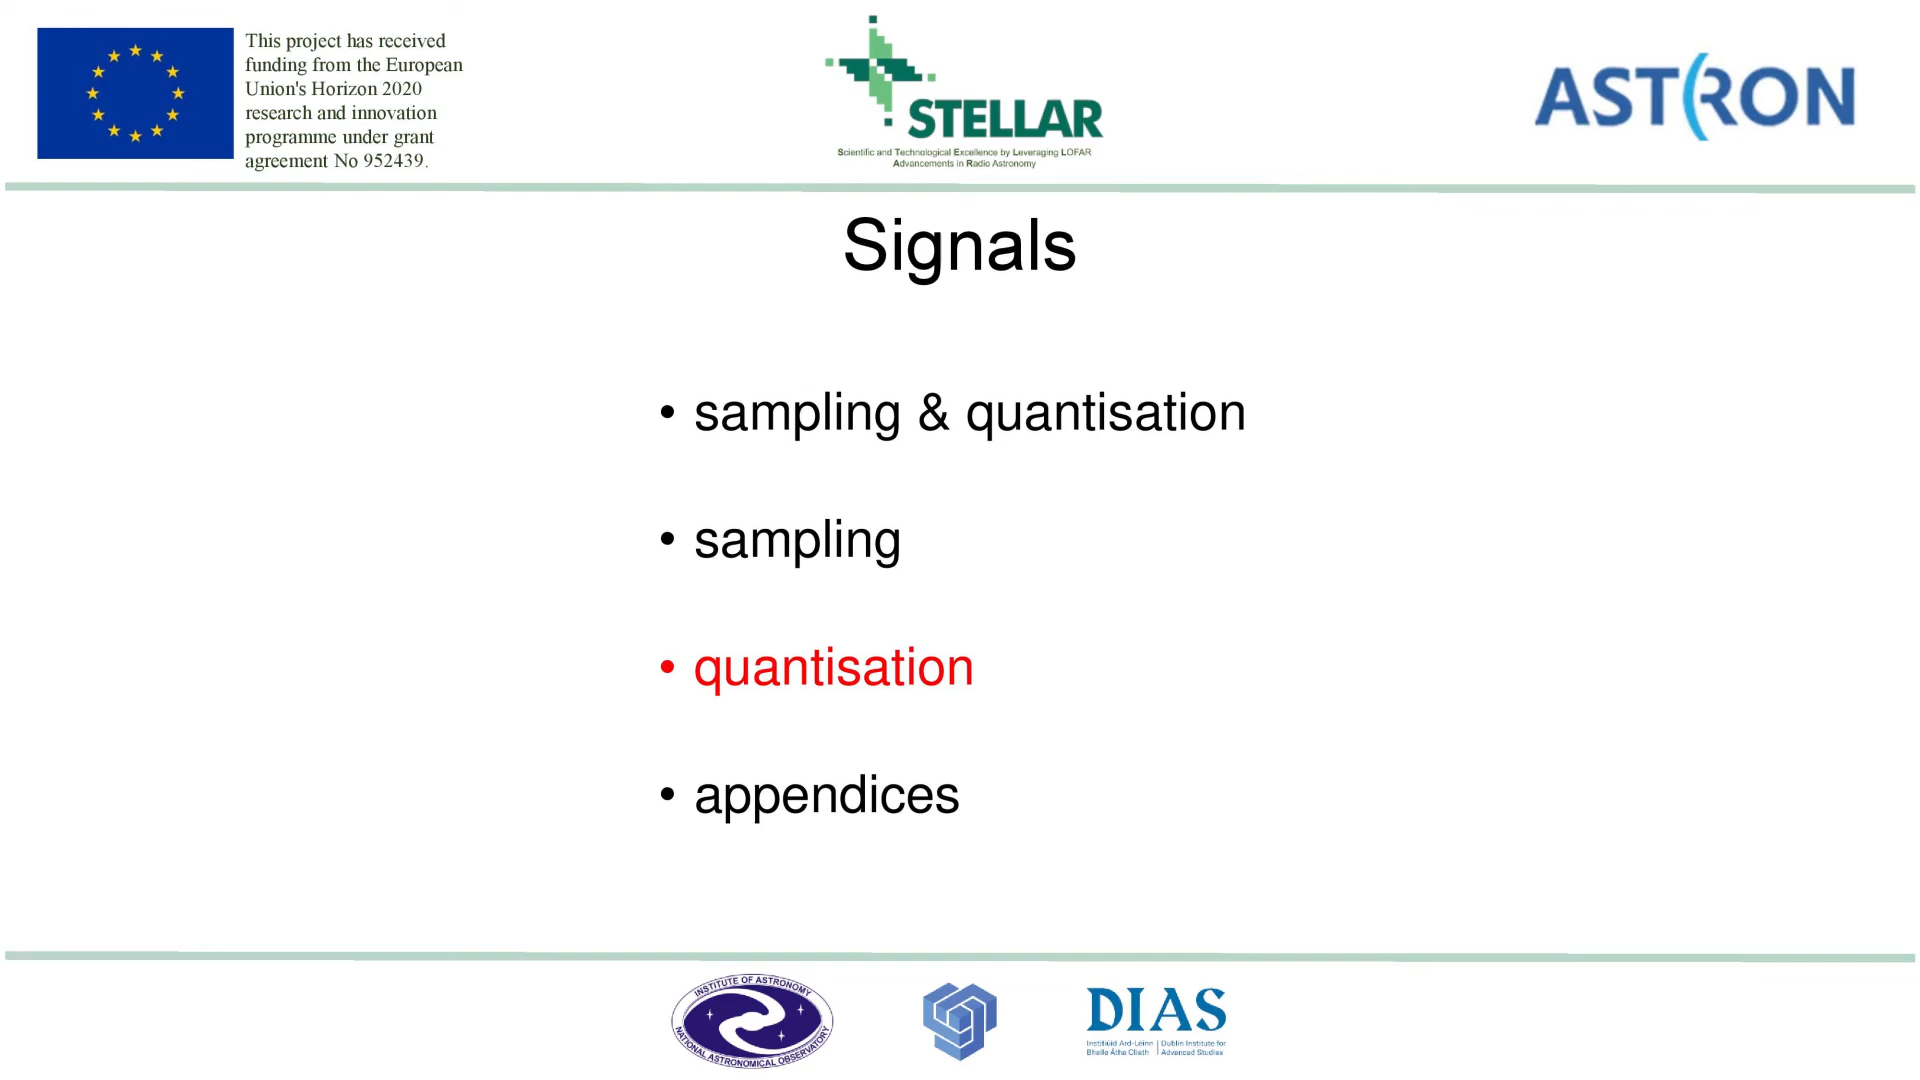 This project has received
funding from the European
Union's Horizon 2020
research and innovation
programme under grant
agreement No 952439.
STELLAR
Scientific and Technological Excellence by Leveraging LOFAR
Advancements in Radio Astronomy
ASTRON
Signals
• sampling & quantisation
• sampling
• quantisation
• appendices
INSTITUTE OF ASTRONOMY
NATIONAL ASTRONOMICAL OBSERVATORY
DIAS
Institiúid Ard-Léinn | Dublin Institute for
Bhaile Átha Cliath | Advanced Studies